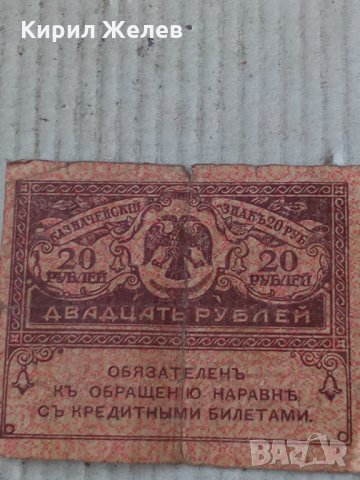 Кирил Желев
КАЗНАЧЕЙСКІЙ ЗНАКЪ 20 РУБ.
20 20
РУБЛЕЙ РУБЛЕЙ
ДВАДЦАТЬ РУБЛЕЙ
ОБЯЗАТЕЛЕНЪ
КЪ ОБРАЩЕНІЮ НАРАВНѢ
СЪ КРЕДИТНЫМИ БИЛЕТАМИ.
BAZAR